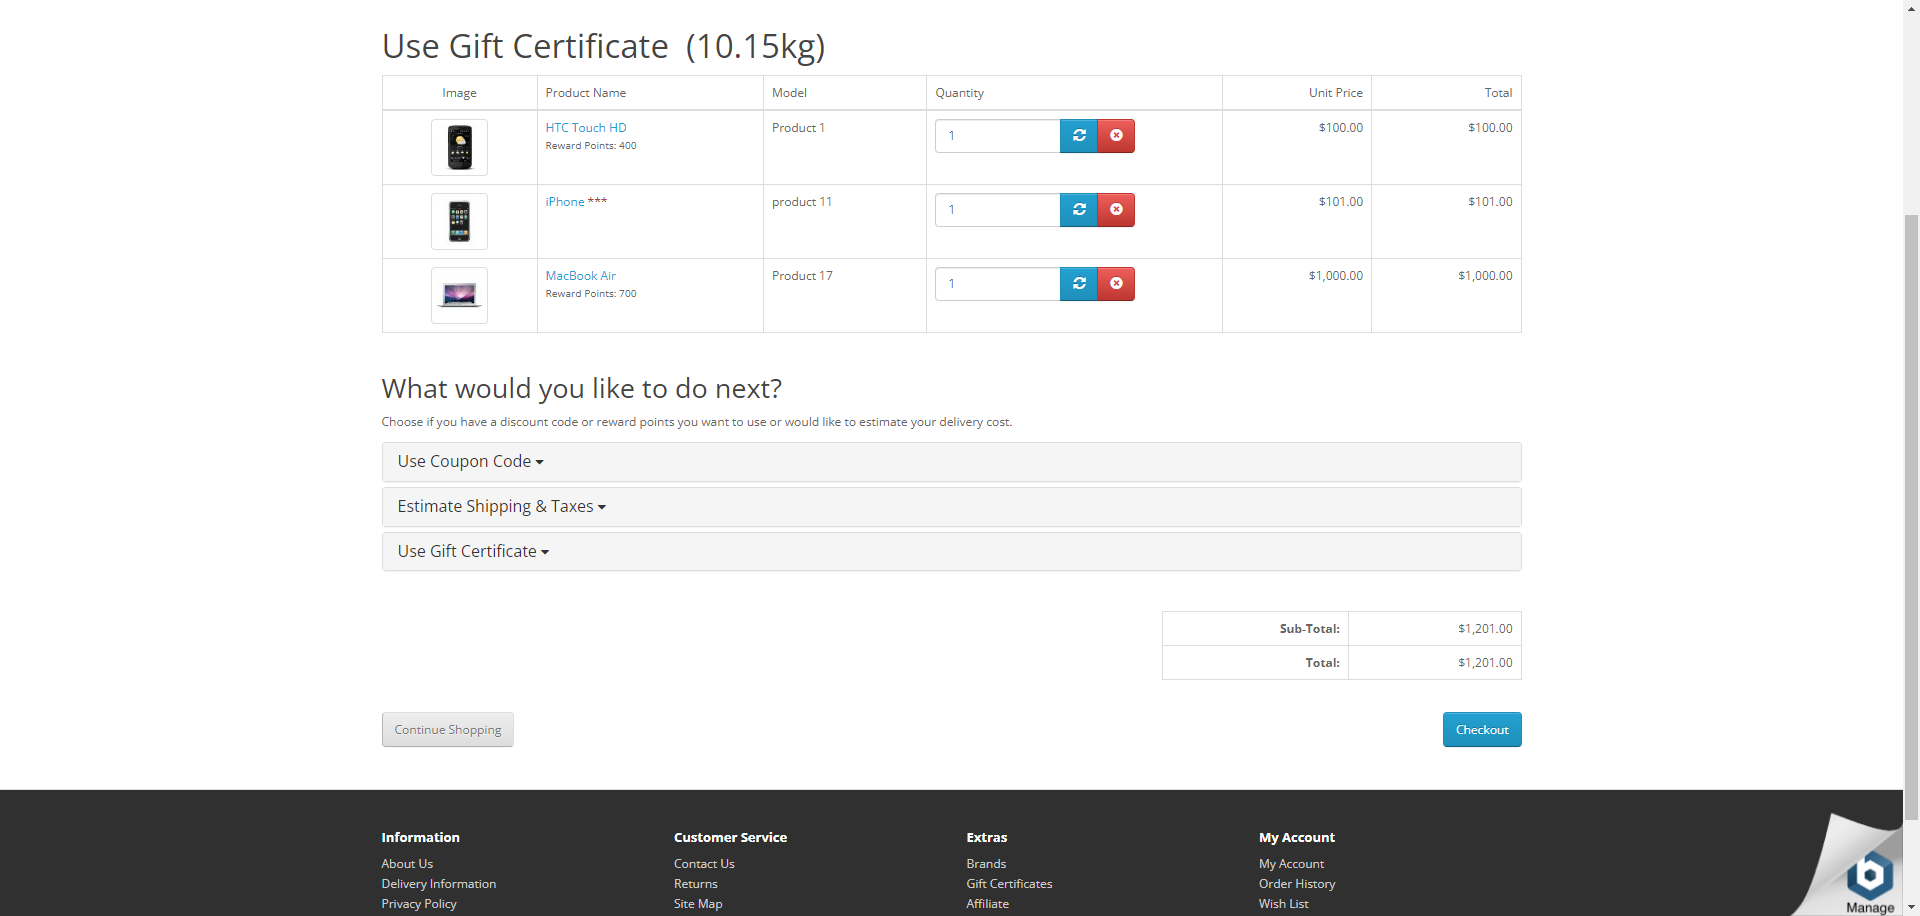 Use Gift Certificate  (10.15kg)
Image Product Name Model Quantity Unit Price Total
HTC Touch HD Product 1 1 $100.00 $100.00
Reward Points: 400
iPhone *** product 11 1 $101.00 $101.00
MacBook Air Product 17 1 $1,000.00 $1,000.00
Reward Points: 700
What would you like to do next?
Choose if you have a discount code or reward points you want to use or would like to estimate your delivery cost.
Use Coupon Code
Estimate Shipping & Taxes
Use Gift Certificate
Sub-Total: $1,201.00
Total: $1,201.00
Continue Shopping Checkout
Information Customer Service Extras My Account
About Us Contact Us Brands My Account
Delivery Information Returns Gift Certificates Order History
Privacy Policy Site Map Affiliate Wish List
b
Manage